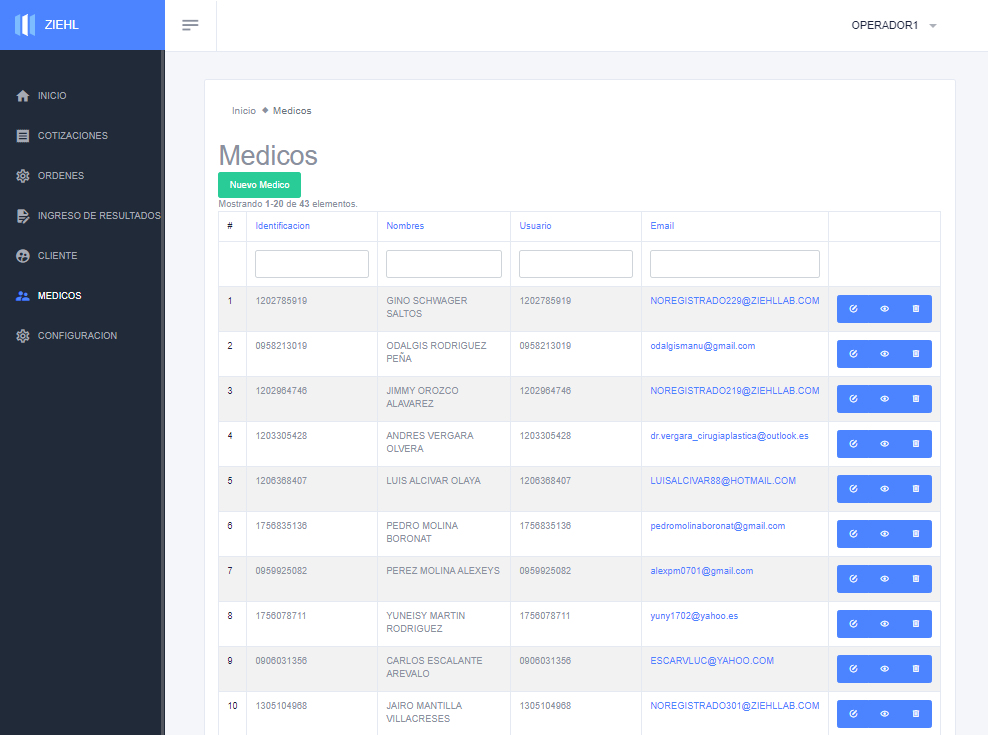 ZIEHL
OPERADOR1
INICIO
COTIZACIONES
ORDENES
INGRESO DE RESULTADOS
CLIENTE
MEDICOS
CONFIGURACION
Inicio Medicos
Medicos
Nuevo Medico
Mostrando 1-20 de 43 elementos.
# Identificacion Nombres Usuario Email
1 1202785919 GINO SCHWAGER SALTOS 1202785919 NOREGISTRADO229@ZIEHLLAB.COM
2 0958213019 ODALGIS RODRIGUEZ PEÑA 0958213019 odalgismanu@gmail.com
3 1202964746 JIMMY OROZCO ALAVAREZ 1202964746 NOREGISTRADO219@ZIEHLLAB.COM
4 1203305428 ANDRES VERGARA OLVERA 1203305428 dr.vergara_cirugiaplastica@outlook.es
5 1206368407 LUIS ALCIVAR OLAYA 1206368407 LUISALCIVAR88@HOTMAIL.COM
6 1756835136 PEDRO MOLINA BORONAT 1756835136 pedromolinaboronat@gmail.com
7 0959925082 PEREZ MOLINA ALEXEYS 0959925082 alexpm0701@gmail.com
8 1756078711 YUNEISY MARTIN RODRIGUEZ 1756078711 yuny1702@yahoo.es
9 0906031356 CARLOS ESCALANTE AREVALO 0906031356 ESCARVLUC@YAHOO.COM
10 1305104968 JAIRO MANTILLA VILLACRESES 1305104968 NOREGISTRADO301@ZIEHLLAB.COM